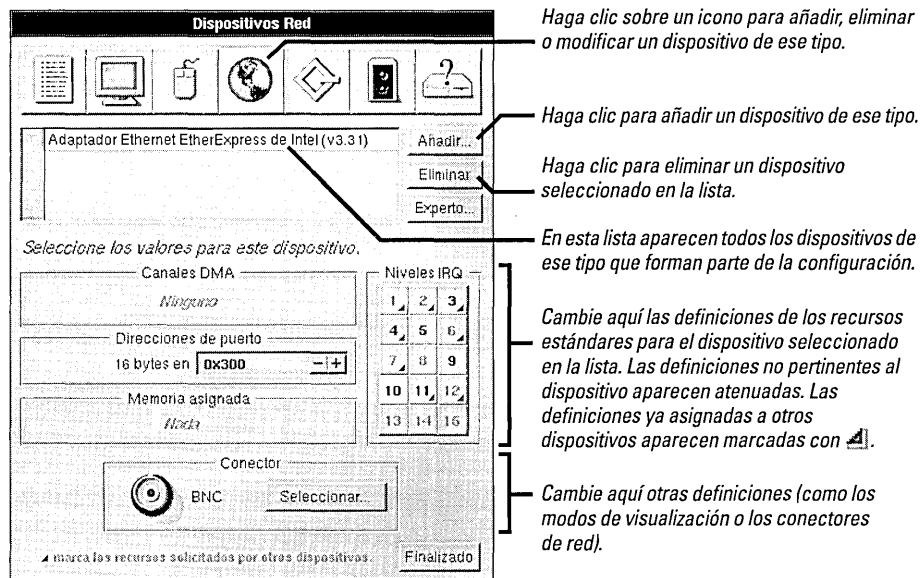 Dispositivos Red
Adaptador Ethernet EtherExpress de Intel (v3.31)
Añadir...
Eliminar
Experto...
Seleccione los valores para este dispositivo.
Canales DMA
Ninguno
Direcciones de puerto
16 bytes en 0x300 - +
Memoria asignada
Nada
Niveles IRQ
1 2 3
4 5 6
7 8 9
10 11 12
13 14 15
Conector
BNC Seleccionar...
marca los recursos solicitados por otros dispositivos.
Finalizado
Haga clic sobre un icono para añadir, eliminar
o modificar un dispositivo de ese tipo.
Haga clic para añadir un dispositivo de ese tipo.
Haga clic para eliminar un dispositivo
seleccionado en la lista.
En esta lista aparecen todos los dispositivos de
ese tipo que forman parte de la configuración.
Cambie aquí las definiciones de los recursos
estándares para el dispositivo seleccionado
en la lista. Las definiciones no pertinentes al
dispositivo aparecen atenuadas. Las
definiciones ya asignadas a otros
dispositivos aparecen marcadas con .
Cambie aquí otras definiciones (como los
modos de visualización o los conectores
de red).